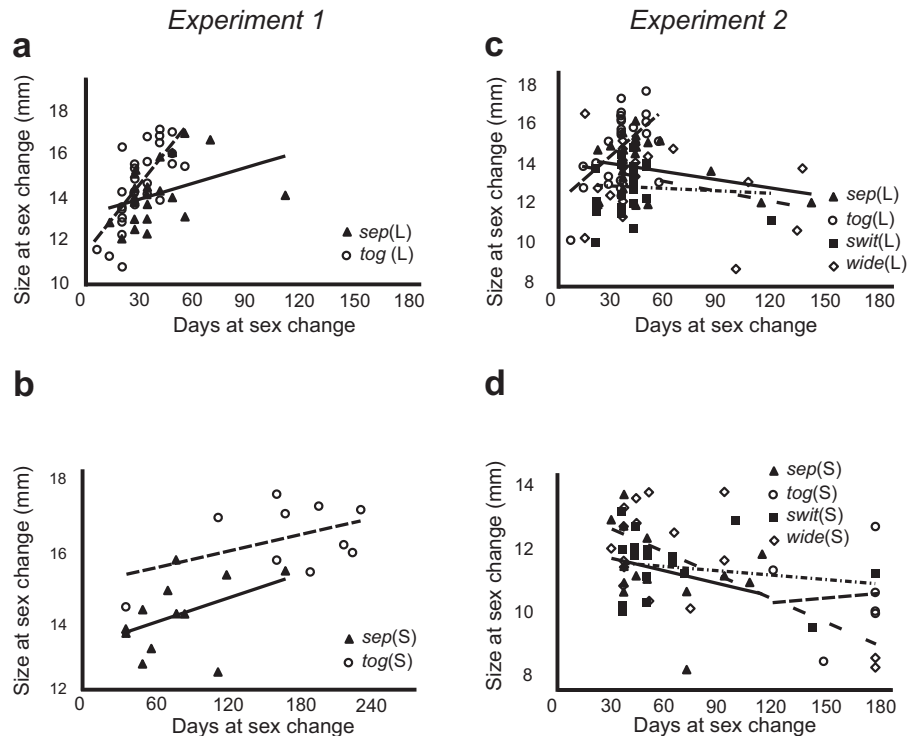 Experiment 1
Experiment 2
a
Size at sex change (mm)
18
16
14
12
10
0 30 60 90 120 150 180
Days at sex change
sep(L)
tog (L)
c
Size at sex change (mm)
18
16
14
12
10
8
0 30 60 90 120 150 180
Days at sex change
sep(L)
tog(L)
swit(L)
wide(L)
b
Size at sex change (mm)
18
17
16
14
12
0 60 120 180 240
Days at sex change
sep(S)
tog(S)
d
Size at sex change (mm)
14
12
10
8
0 30 60 90 120 150 180
Days at sex change
sep(S)
tog(S)
swit(S)
wide(S)